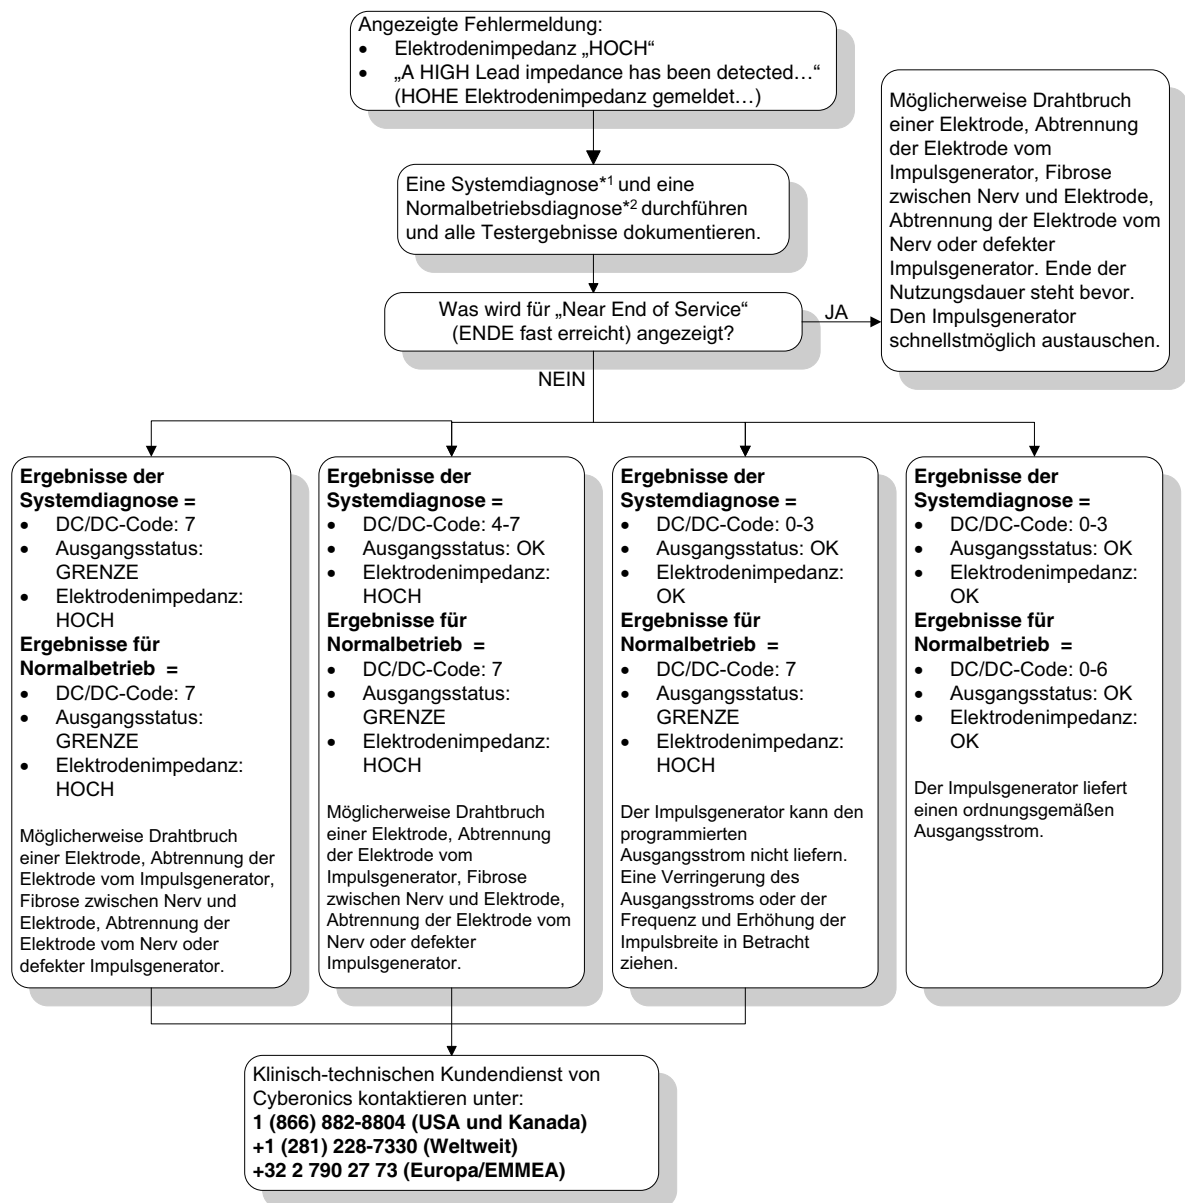 Angezeigte Fehlermeldung:
• Elektrodenimpedanz „HOCH“
• „A HIGH Lead impedance has been detected…“
(HOHE Elektrodenimpedanz gemeldet…)
Eine Systemdiagnose*1 und eine
Normalbetriebsdiagnose*2 durchführen
und alle Testergebnisse dokumentieren.
Was wird für „Near End of Service“
(ENDE fast erreicht) angezeigt?
JA
Möglicherweise Drahtbruch
einer Elektrode, Abtrennung
der Elektrode vom
Impulsgenerator, Fibrose
zwischen Nerv und Elektrode,
Abtrennung der Elektrode vom
Nerv oder defekter
Impulsgenerator. Ende der
Nutzungsdauer steht bevor.
Den Impulsgenerator
schnellstmöglich austauschen.
NEIN
Ergebnisse der
Systemdiagnose =
• DC/DC-Code: 7
• Ausgangsstatus:
GRENZE
• Elektrodenimpedanz:
HOCH
Ergebnisse für
Normalbetrieb =
• DC/DC-Code: 7
• Ausgangsstatus:
GRENZE
• Elektrodenimpedanz:
HOCH
Möglicherweise Drahtbruch
einer Elektrode, Abtrennung der
Elektrode vom Impulsgenerator,
Fibrose zwischen Nerv und
Elektrode, Abtrennung der
Elektrode vom Nerv oder
defekter Impulsgenerator.
Ergebnisse der
Systemdiagnose =
• DC/DC-Code: 4-7
• Ausgangsstatus: OK
• Elektrodenimpedanz:
HOCH
Ergebnisse für
Normalbetrieb =
• DC/DC-Code: 7
• Ausgangsstatus:
GRENZE
• Elektrodenimpedanz:
HOCH
Möglicherweise Drahtbruch
einer Elektrode, Abtrennung
der Elektrode vom
Impulsgenerator, Fibrose
zwischen Nerv und Elektrode,
Abtrennung der Elektrode vom
Nerv oder defekter
Impulsgenerator.
Ergebnisse der
Systemdiagnose =
• DC/DC-Code: 0-3
• Ausgangsstatus: OK
• Elektrodenimpedanz:
OK
Ergebnisse für
Normalbetrieb =
• DC/DC-Code: 7
• Ausgangsstatus:
GRENZE
• Elektrodenimpedanz:
HOCH
Der Impulsgenerator kann den
programmierten
Ausgangsstrom nicht liefern.
Eine Verringerung des
Ausgangsstroms oder der
Frequenz und Erhöhung der
Impulsbreite in Betracht
ziehen.
Ergebnisse der
Systemdiagnose =
• DC/DC-Code: 0-3
• Ausgangsstatus: OK
• Elektrodenimpedanz:
OK
Ergebnisse für
Normalbetrieb =
• DC/DC-Code: 0-6
• Ausgangsstatus: OK
• Elektrodenimpedanz:
OK
Der Impulsgenerator liefert
einen ordnungsgemäßen
Ausgangsstrom.
Klinisch-technischen Kundendienst von
Cyberonics kontaktieren unter:
1 (866) 882-8804 (USA und Kanada)
+1 (281) 228-7330 (Weltweit)
+32 2 790 27 73 (Europa/EMMEA)